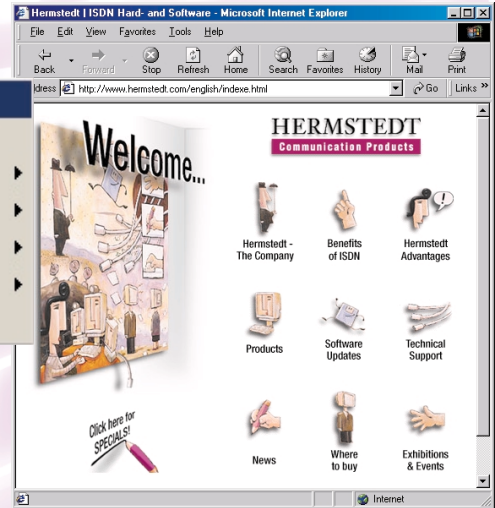 Hermstedt | ISDN Hard- and Software - Microsoft Internet Explorer
File Edit View Favorites Tools Help
Back Forward Stop Refresh Home Search Favorites History Mail Print
ddress http://www.hermstedt.com/english/indexe.html Go Links »
Welcome...
HERMSTEDT
Communication Products
Hermstedt -
The Company
Benefits
of ISDN
Hermstedt
Advantages
Products
Software
Updates
Technical
Support
Click here for
SPECIALS!
News
Where
to buy
Exhibitions
& Events
Internet